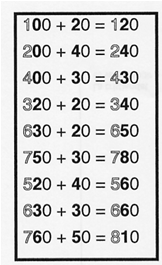 100 + 20 = 120
200 + 40 = 240
400 + 30 = 430
320 + 20 = 340
630 + 20 = 650
750 + 30 = 780
520 + 40 = 560
630 + 30 = 660
760 + 50 = 810